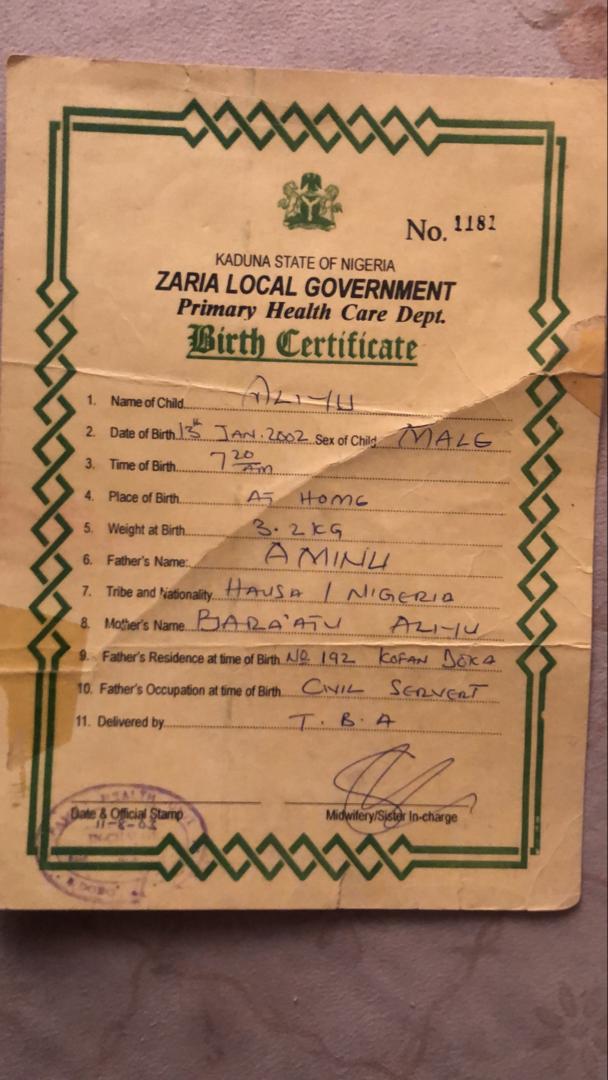 No. 1181
KADUNA STATE OF NIGERIA
ZARIA LOCAL GOVERNMENT
Primary Health Care Dept.
Birth Certificate
1. Name of Child ALIYU
2. Date of Birth 13th JAN. 2002 Sex of Child MALE
3. Time of Birth 7 20 AM
4. Place of Birth AT HOME
5. Weight at Birth 3.2KG
6. Father's Name: AMINU
7. Tribe and Nationality HAUSA / NIGERIA
8. Mother's Name BARA'ATU ALIYU
9. Father's Residence at time of Birth NO 192 KOFAN DOKA
10. Father's Occupation at time of Birth CIVIL SERVERT
11. Delivered by T.B.A
Date & Official Stamp
Midwifery/Sister In-charge
HEALTH